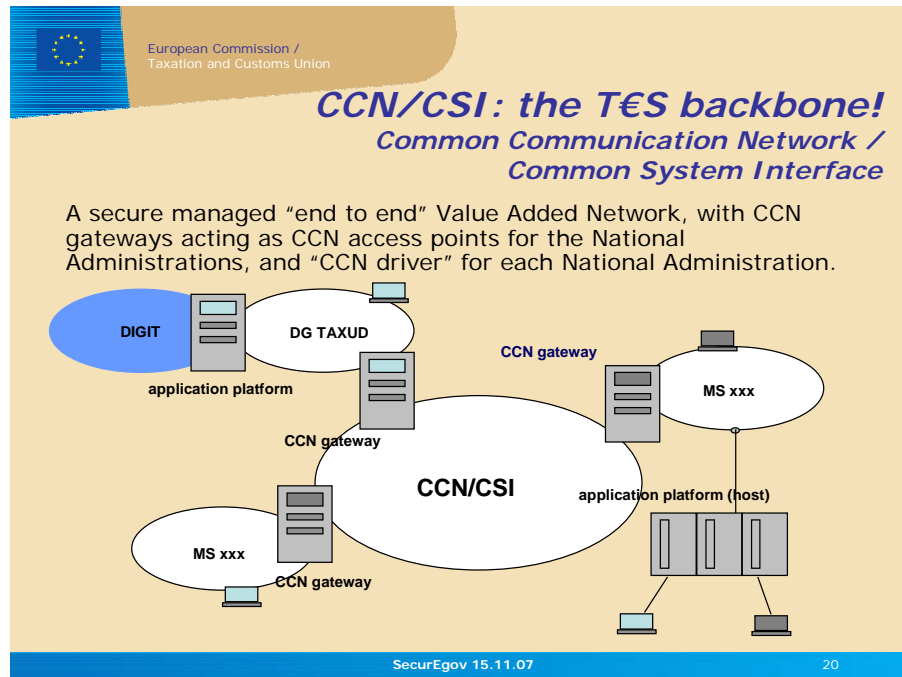 European Commission /
Taxation and Customs Union
CCN/CSI: the T€S backbone!
Common Communication Network /
Common System Interface
A secure managed “end to end” Value Added Network, with CCN
gateways acting as CCN access points for the National
Administrations, and “CCN driver” for each National Administration.
DIGIT
DG TAXUD
application platform
CCN gateway
CCN gateway
MS xxx
CCN/CSI
application platform (host)
MS xxx
CCN gateway
SecurEgov 15.11.07
20